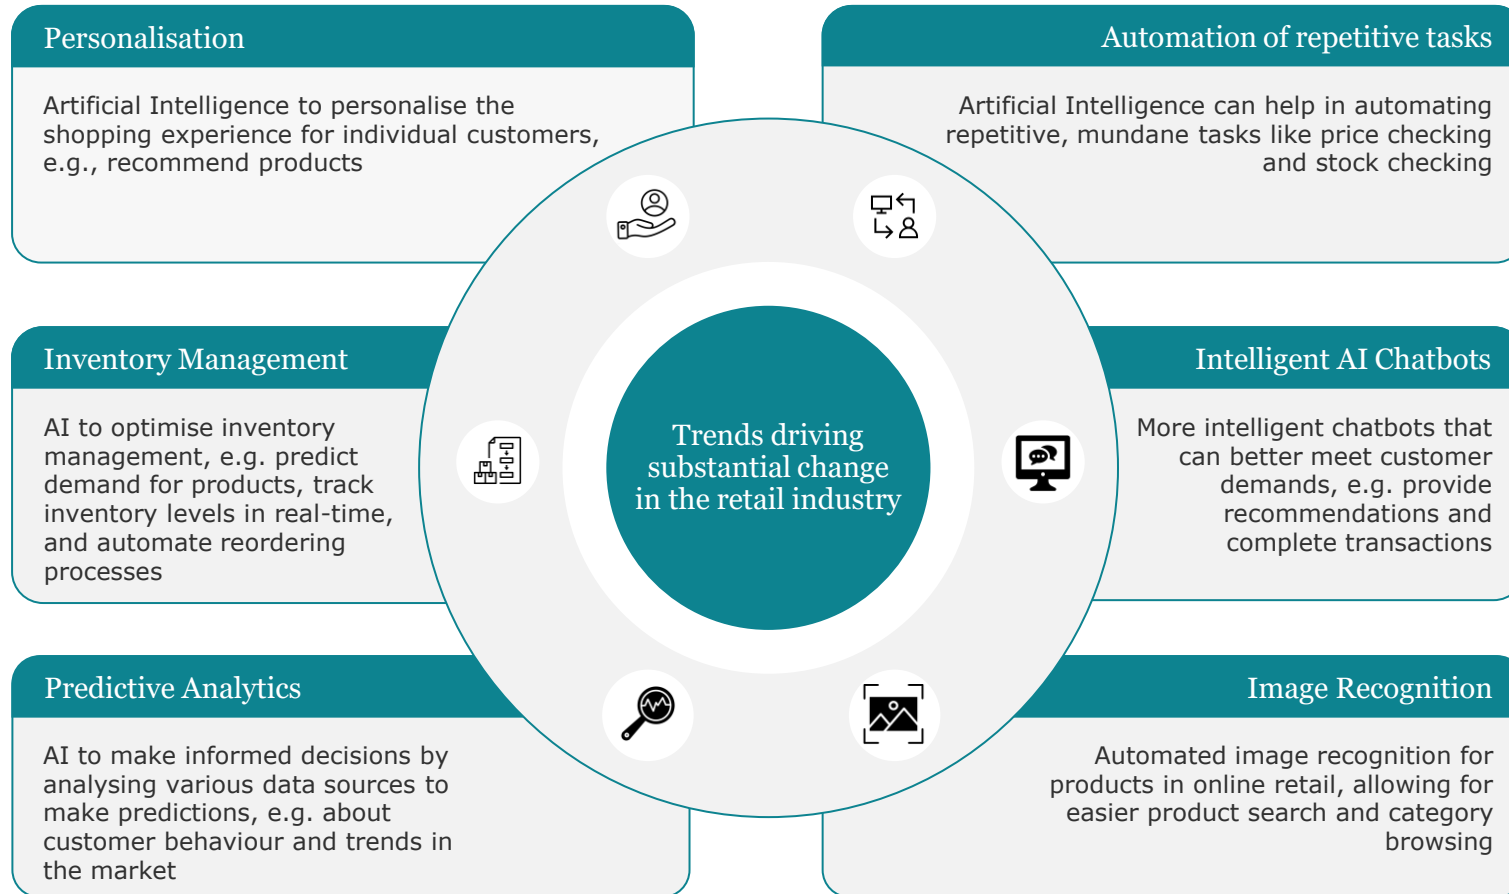 Personalisation
Artificial Intelligence to personalise the
shopping experience for individual customers,
e.g., recommend products
Automation of repetitive tasks
Artificial Intelligence can help in automating
repetitive, mundane tasks like price checking
and stock checking
Inventory Management
AI to optimise inventory
management, e.g. predict
demand for products, track
inventory levels in real-time,
and automate reordering
processes
Trends driving
substantial change
in the retail industry
Intelligent AI Chatbots
More intelligent chatbots that
can better meet customer
demands, e.g. provide
recommendations and
complete transactions
Predictive Analytics
AI to make informed decisions by
analysing various data sources to
make predictions, e.g. about
customer behaviour and trends in
the market
Image Recognition
Automated image recognition for
products in online retail, allowing for
easier product search and category
browsing